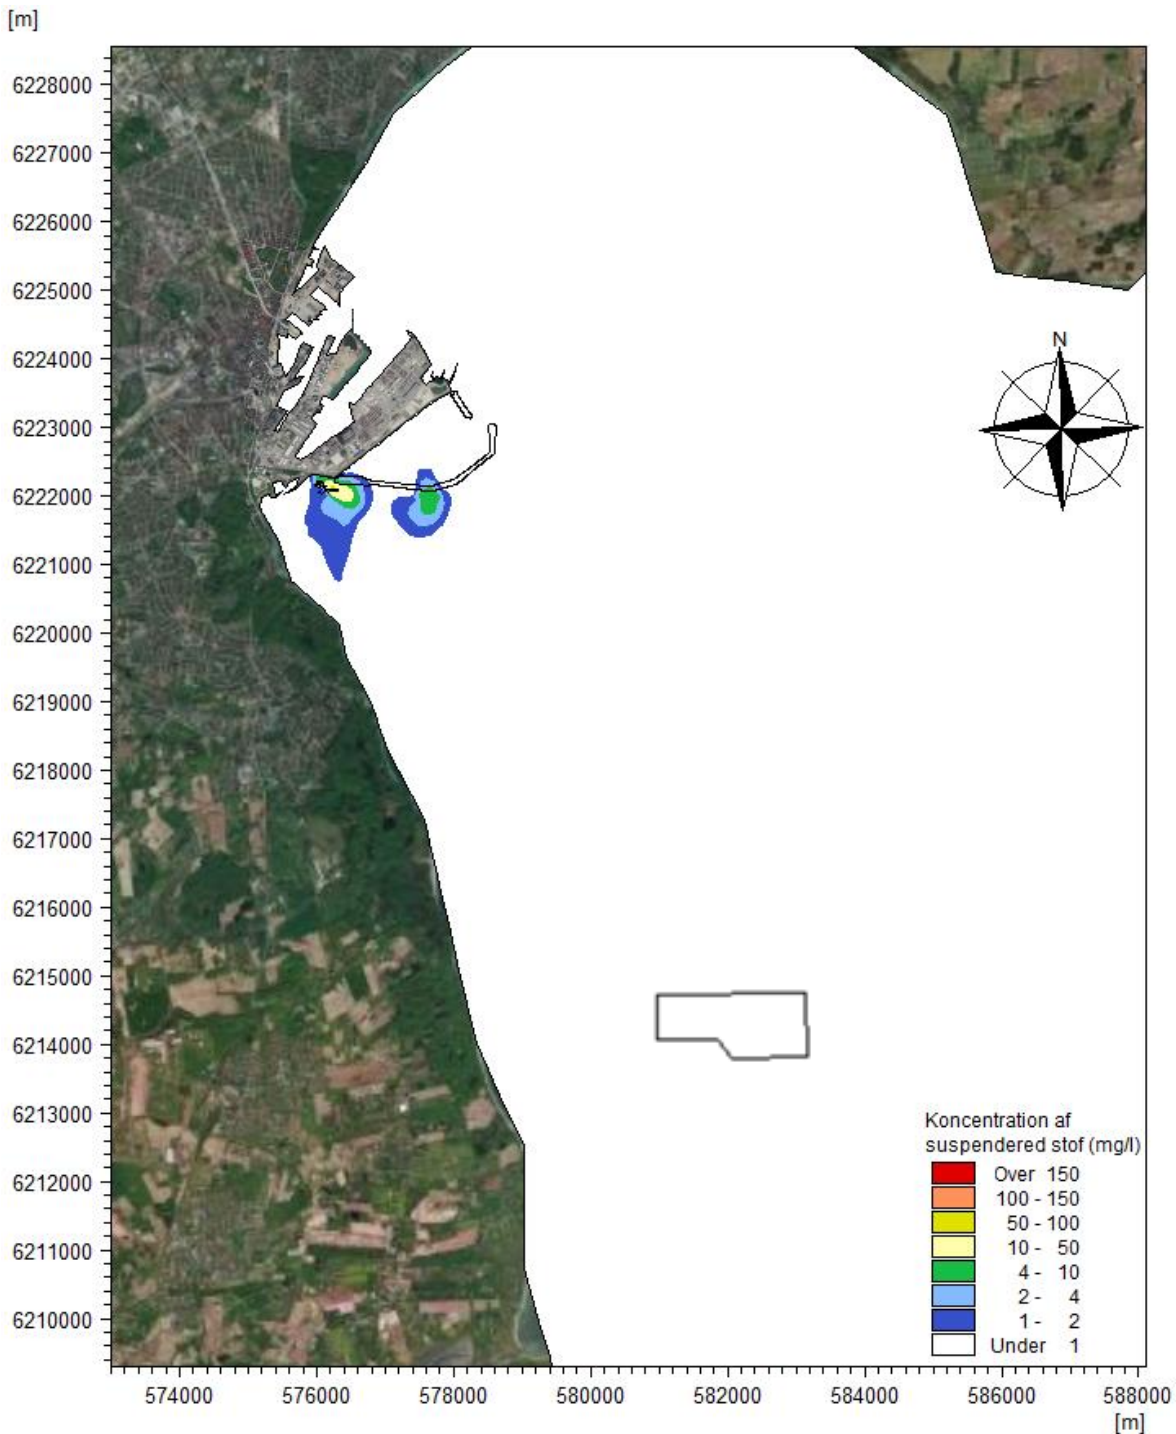 [m]
6228000
6227000
6226000
6225000
6224000
6223000
6222000
6221000
6220000
6219000
6218000
6217000
6216000
6215000
6214000
6213000
6212000
6211000
6210000
N
Koncentration af
suspendered stof (mg/l)
Over 150
100 - 150
50 - 100
10 - 50
4 - 10
2 - 4
1 - 2
Under 1
574000 576000 578000 580000 582000 584000 586000 588000
[m]